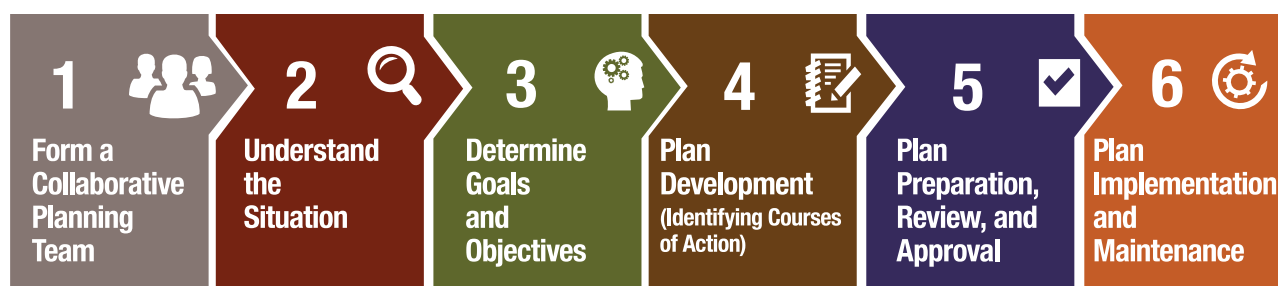 1
Form a
Collaborative
Planning
Team
2
Understand
the
Situation
3
Determine
Goals
and
Objectives
4
Plan
Development
(Identifying Courses
of Action)
5
Plan
Preparation,
Review, and
Approval
6
Plan
Implementation
and
Maintenance